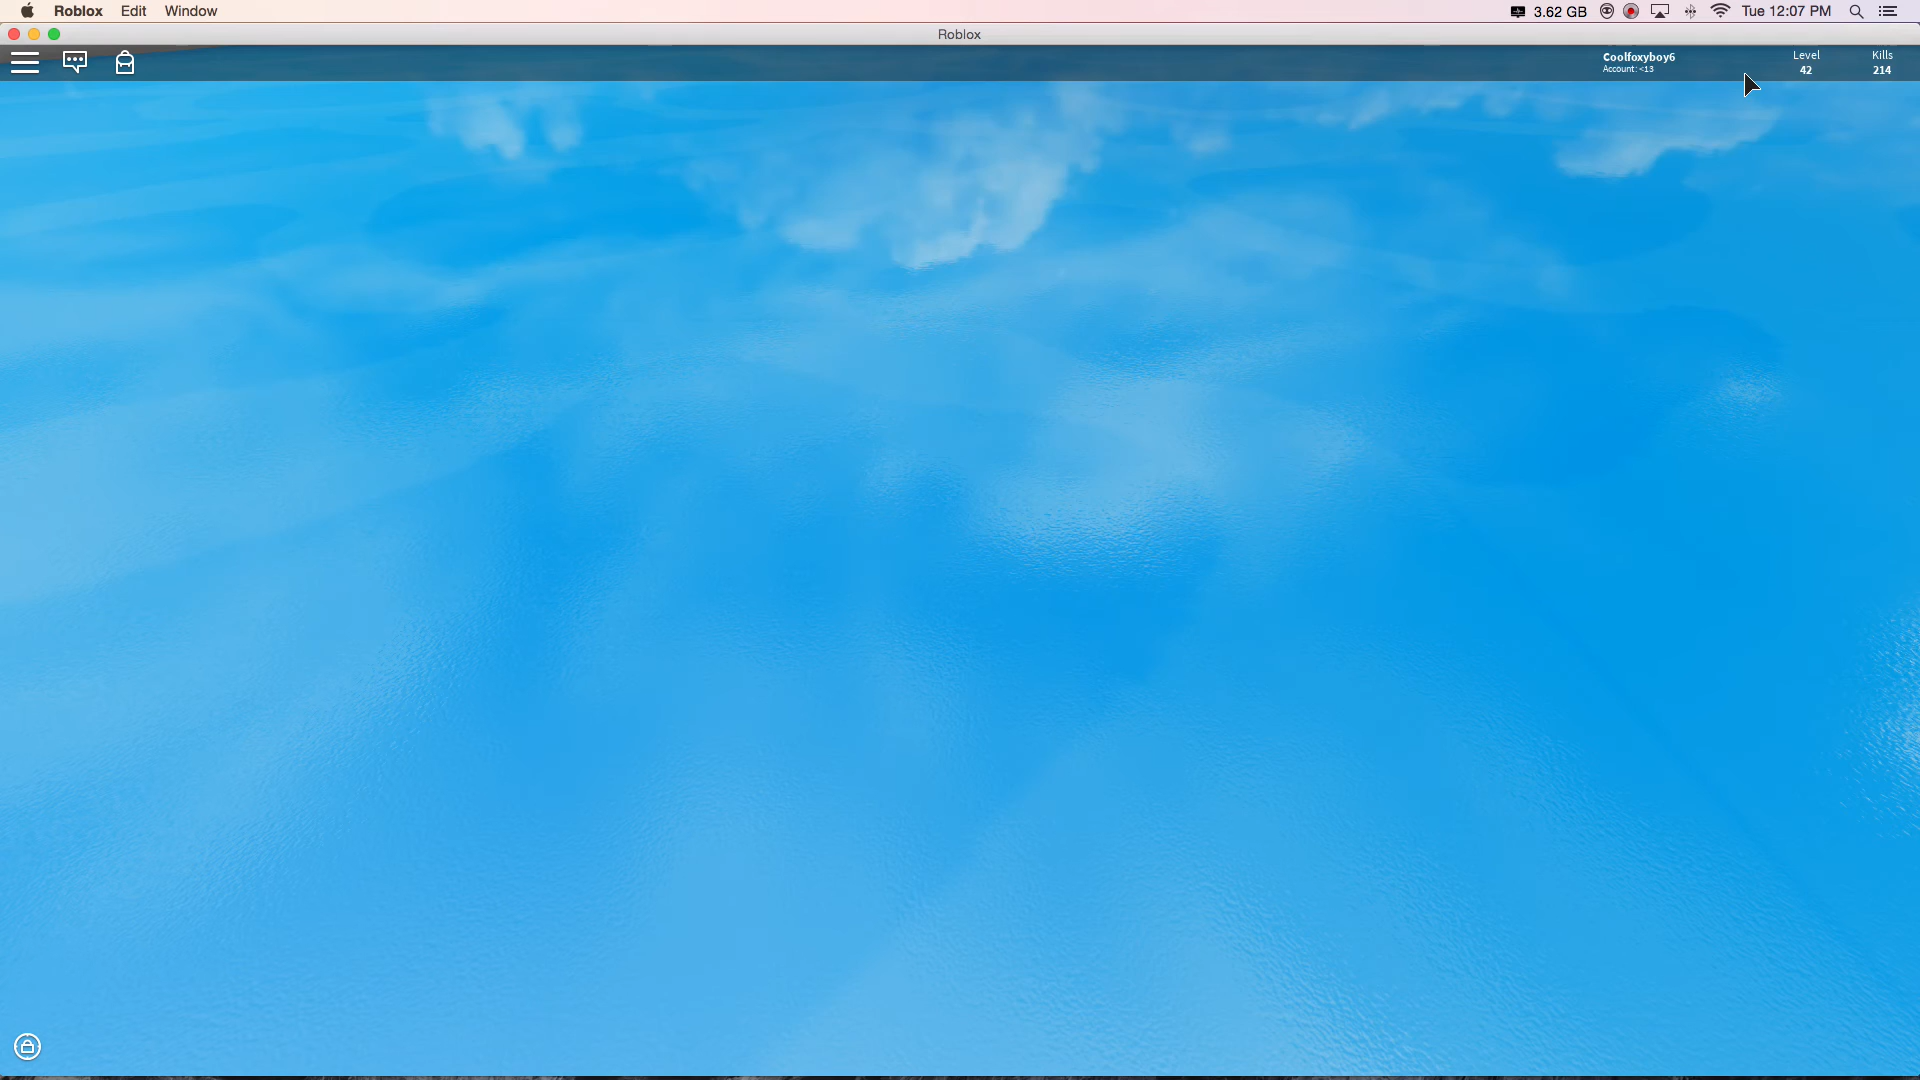 Roblox Edit Window 3.62 GB Tue 12:07 PM
Roblox
Coolfoxyboy6 Level Kills
Account: <13 42 214